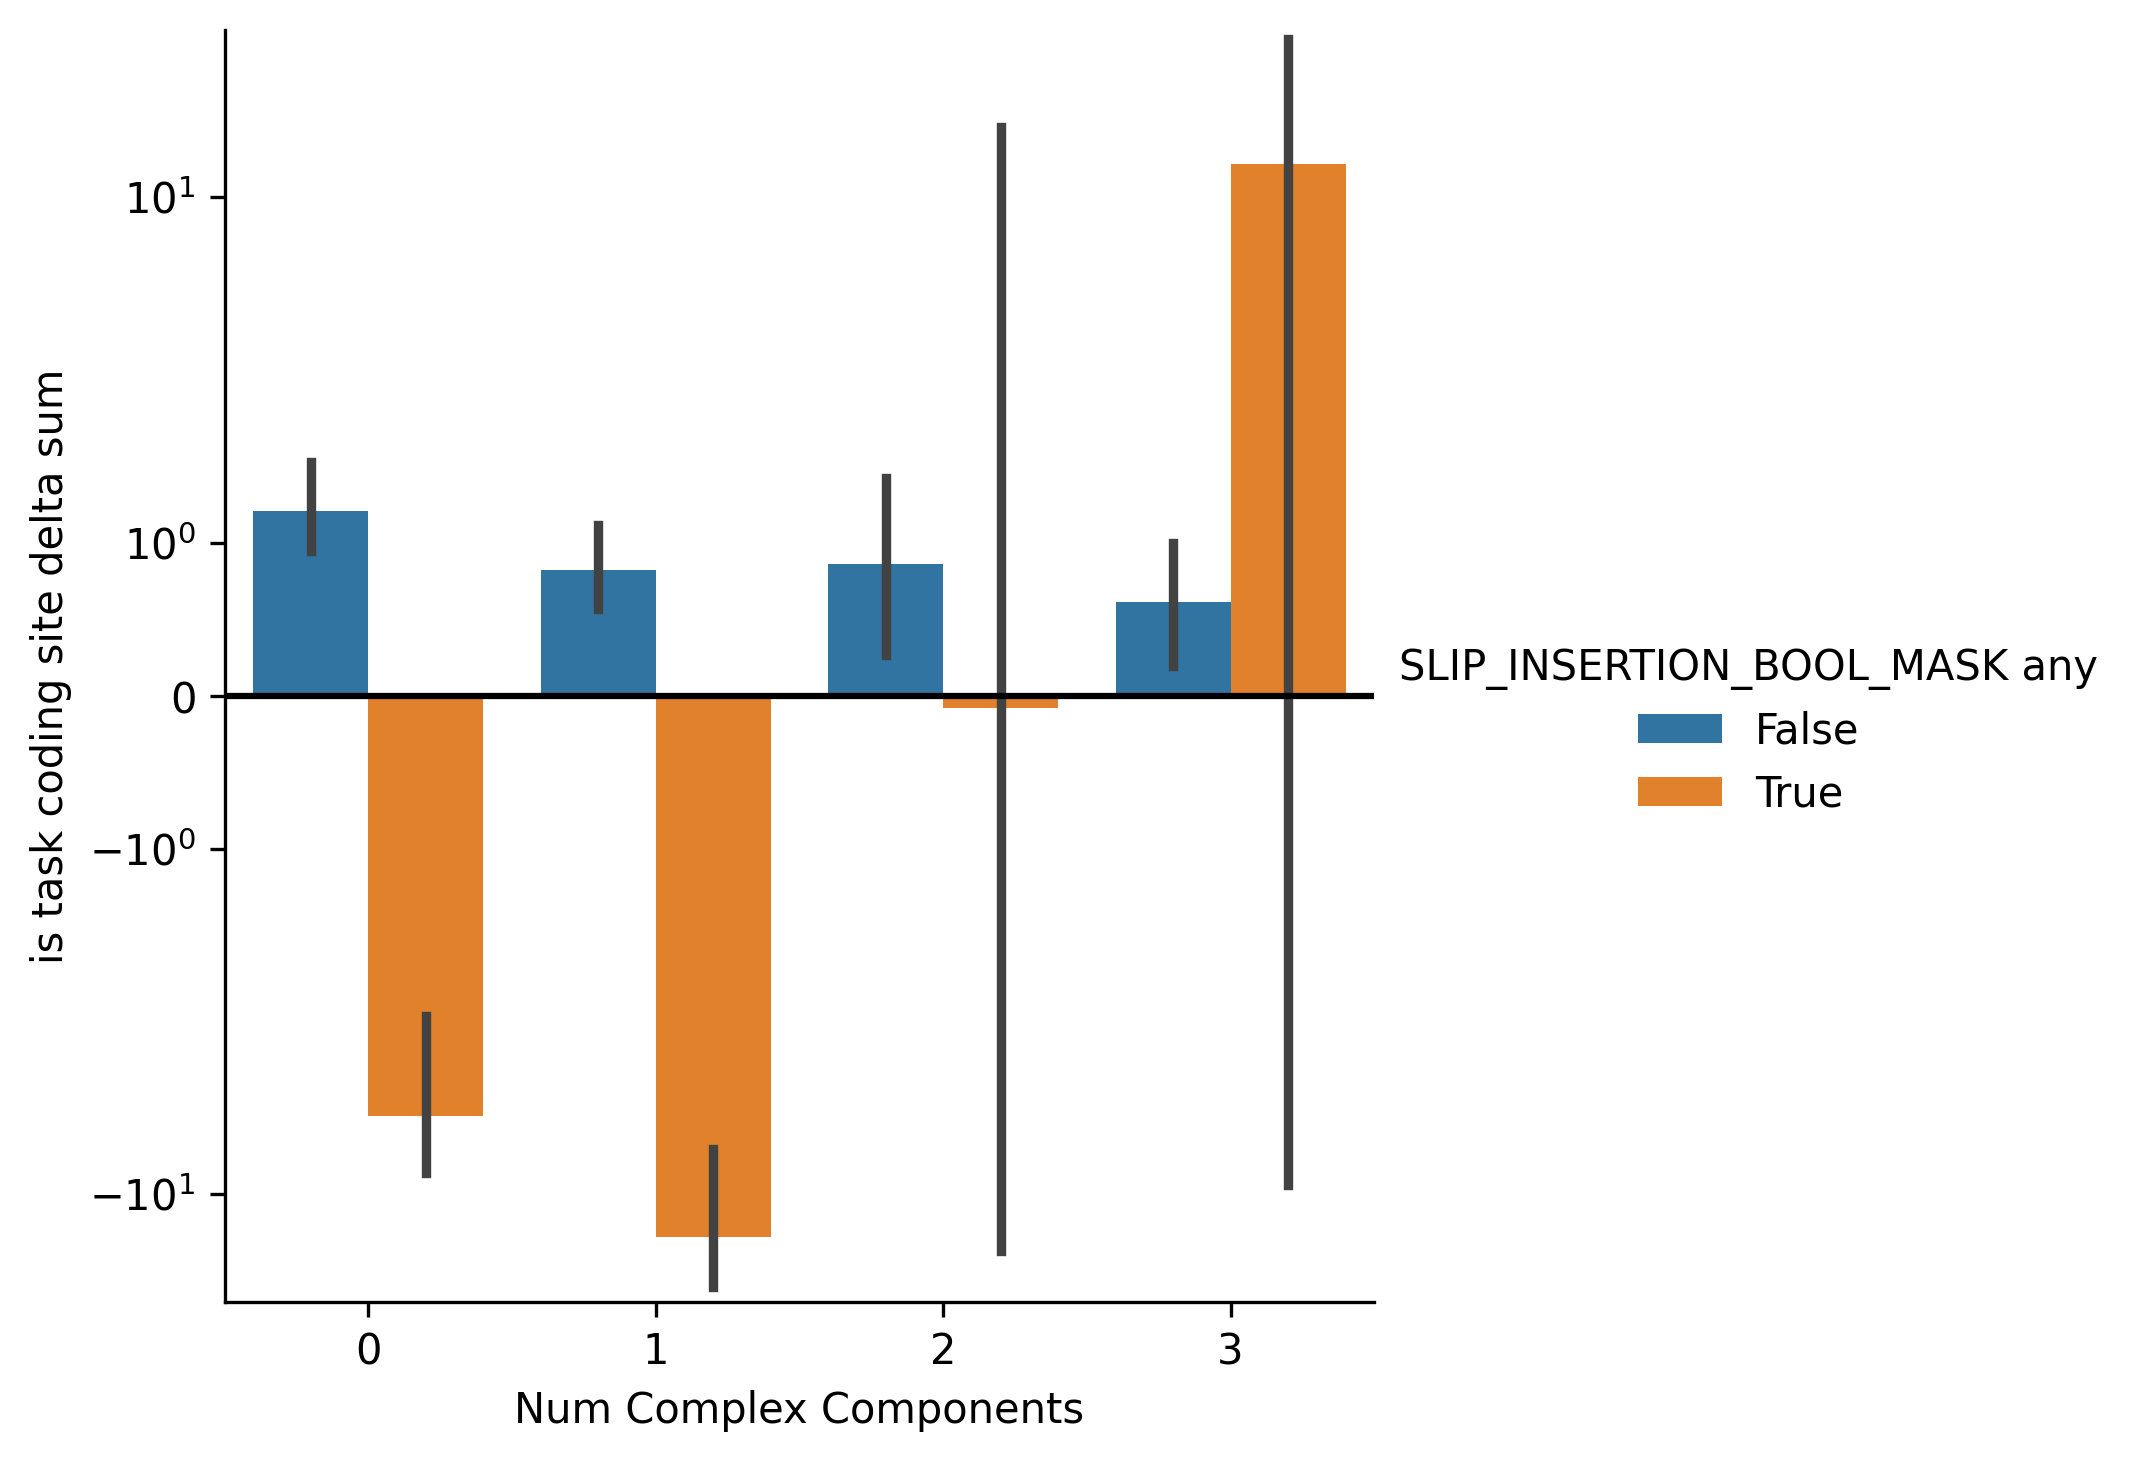 is task coding site delta sum
10¹
10⁰
0
−10⁰
−10¹
0 1 2 3
Num Complex Components
SLIP_INSERTION_BOOL_MASK any
False
True